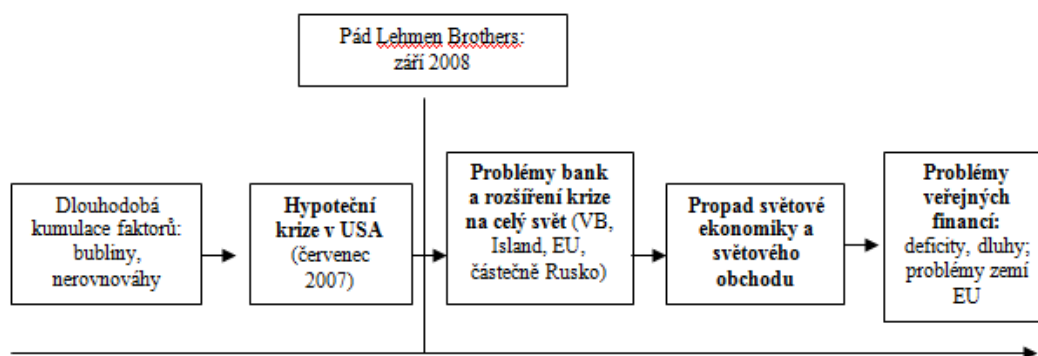 Pád Lehmen Brothers:
září 2008
Dlouhodobá
kumulace faktorů:
bubliny,
nerovnováhy
Hypoteční
krize v USA
(červenec
2007)
Problémy bank
a rozšíření krize
na celý svět (VB,
Island, EU,
částečně Rusko)
Propad světové
ekonomiky a
světového
obchodu
Problémy
veřejných
financí:
deficity, dluhy;
problémy zemí
EU